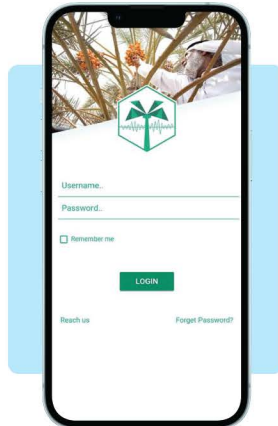 Username..
Password..
Remember me
LOGIN
Reach us
Forget Password?